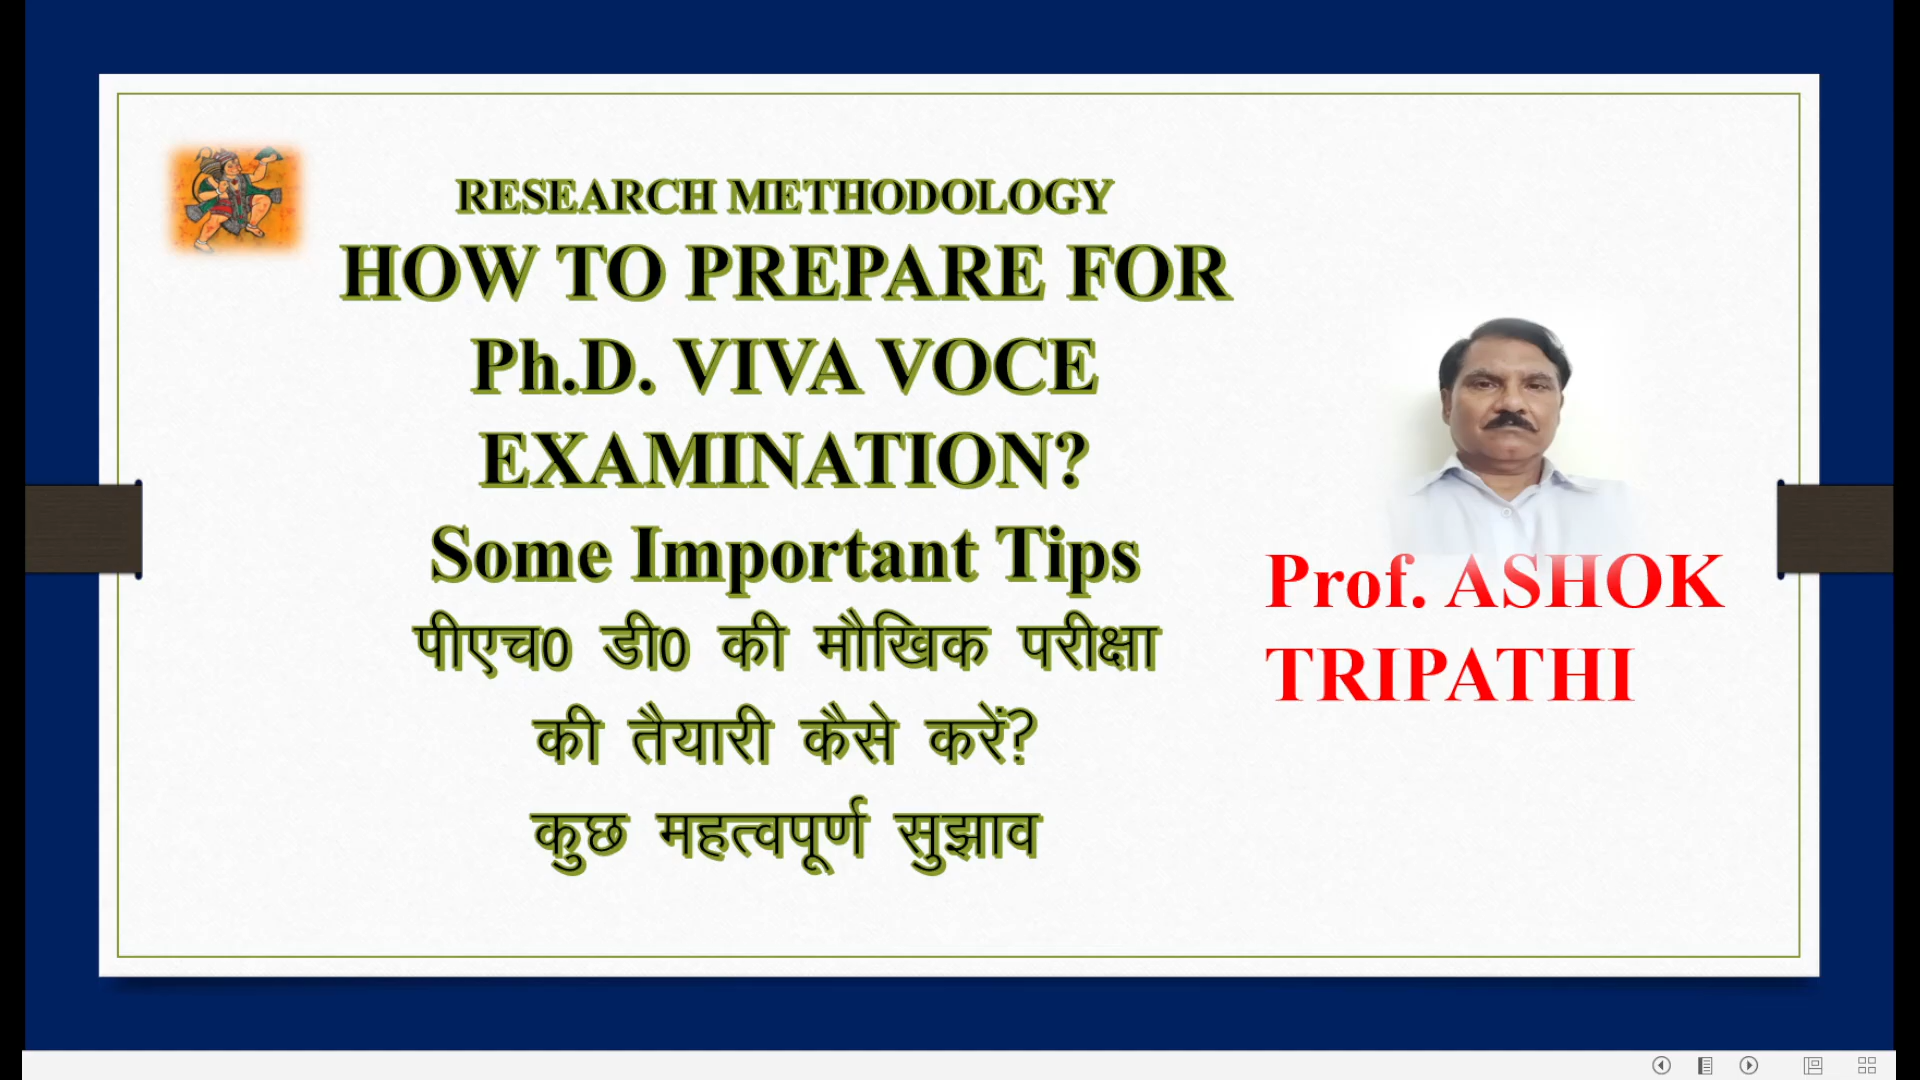 RESEARCH METHODOLOGY
HOW TO PREPARE FOR
Ph.D. VIVA VOCE
EXAMINATION?
Some Important Tips
पीएच0 डी0 की मौखिक परीक्षा
की तैयारी कैसे करें?
कुछ महत्वपूर्ण सुझाव
Prof. ASHOK
TRIPATHI